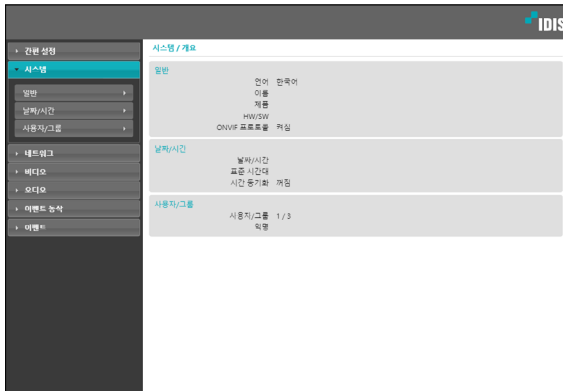 IDIS
간편 설정
시스템
일반
날짜/시간
사용자/그룹
네트워크
비디오
오디오
이벤트 동작
이벤트
시스템 / 개요
일반
언어 한국어
이름
제품
HW/SW
ONVIF 프로토콜 켜짐
날짜/시간
날짜/시간
표준 시간대
시간 동기화 꺼짐
사용자/그룹
사용자/그룹 1 / 3
익명